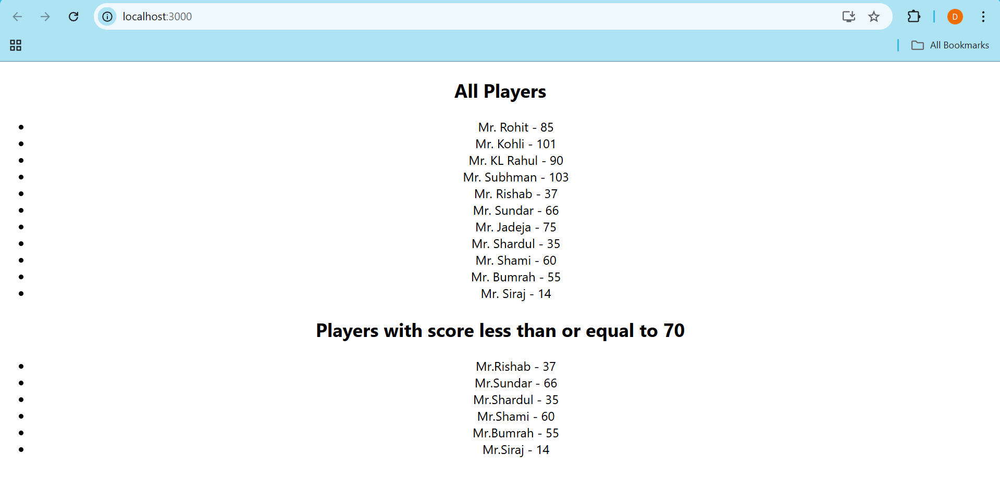 localhost:3000
D
All Bookmarks
All Players
Mr. Rohit - 85
Mr. Kohli - 101
Mr. KL Rahul - 90
Mr. Subhman - 103
Mr. Rishab - 37
Mr. Sundar - 66
Mr. Jadeja - 75
Mr. Shardul - 35
Mr. Shami - 60
Mr. Bumrah - 55
Mr. Siraj - 14
Players with score less than or equal to 70
Mr.Rishab - 37
Mr.Sundar - 66
Mr.Shardul - 35
Mr.Shami - 60
Mr.Bumrah - 55
Mr.Siraj - 14